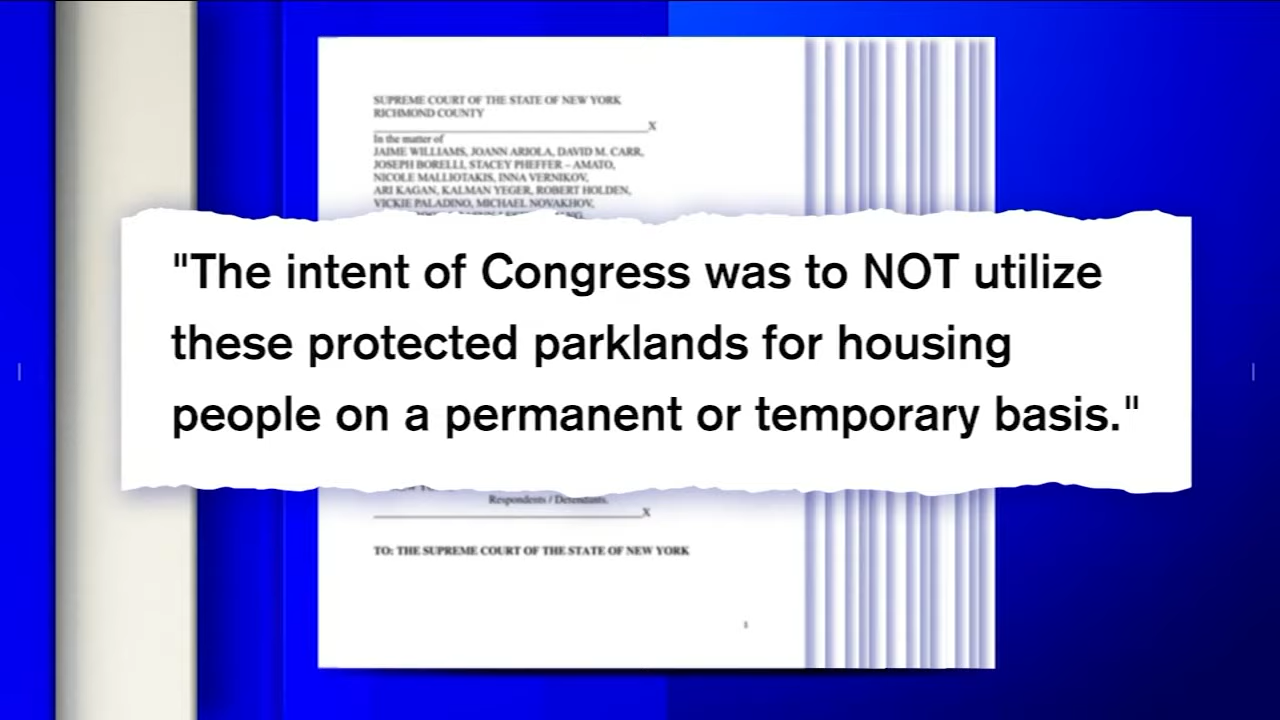 SUPREME COURT OF THE STATE OF NEW YORK
RICHMOND COUNTY
X
In the matter of
JAIME WILLIAMS, JOANN ARIOLA, DAVID M. CARR,
JOSEPH BORELLI, STACEY PHEFFER – AMATO,
NICOLE MALLIOTAKIS, INNA VERNIKOV,
ARI KAGAN, KALMAN YEGER, ROBERT HOLDEN,
VICKIE PALADINO, MICHAEL NOVAKHOV,
"The intent of Congress was to NOT utilize
these protected parklands for housing
people on a permanent or temporary basis."
Respondents / Defendants.
X
TO: THE SUPREME COURT OF THE STATE OF NEW YORK
1